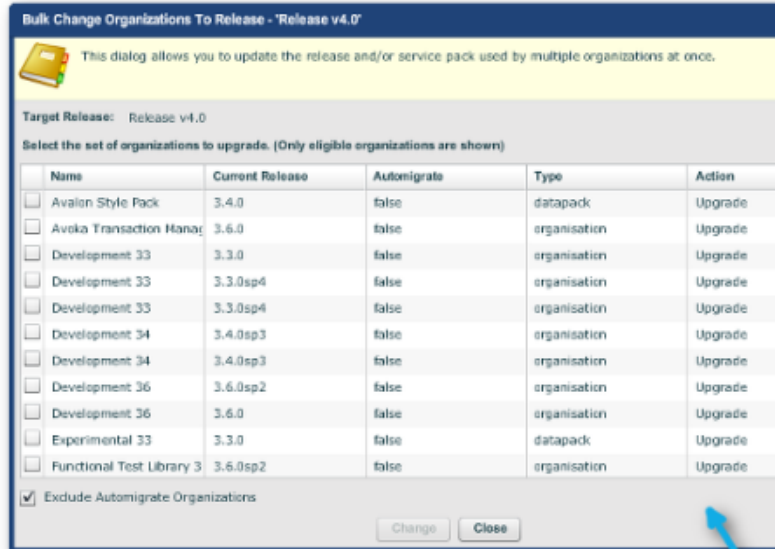 Bulk Change Organizations To Release - 'Release v4.0'
This dialog allows you to update the release and/or service pack used by multiple organizations at once.
Target Release: Release v4.0
Select the set of organizations to upgrade. (Only eligible organizations are shown)
Name Current Release Automigrate Type Action
Avalon Style Pack 3.4.0 false datapack Upgrade
Avoka Transaction Manag 3.6.0 false organisation Upgrade
Development 33 3.3.0 false organisation Upgrade
Development 33 3.3.0sp4 false organisation Upgrade
Development 33 3.3.0sp4 false organisation Upgrade
Development 34 3.4.0sp3 false organisation Upgrade
Development 34 3.4.0sp3 false organisation Upgrade
Development 36 3.6.0sp2 false organisation Upgrade
Development 36 3.6.0 false organisation Upgrade
Experimental 33 3.3.0 false datapack Upgrade
Functional Test Library 3 3.6.0sp2 false organisation Upgrade
Exclude Automigrate Organizations
Change Close